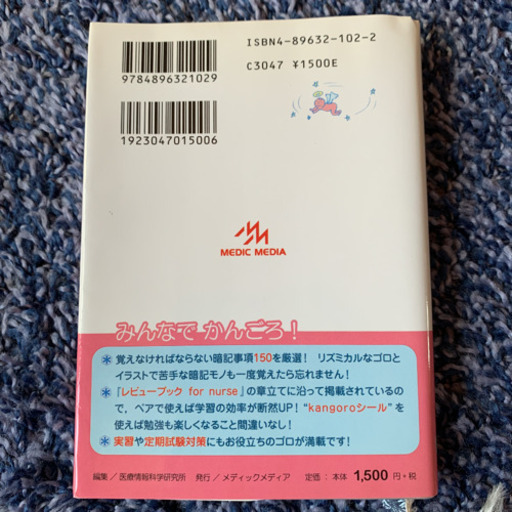 ISBN4-89632-102-2
C3047 ¥1500E
9784896321029
1923047015006
MEDIC MEDIA
みんなで かんごろ!
＊覚えなければならない暗記事項150を厳選! リズミカルなゴロと
イラストで苦手な暗記モノも一度覚えたら忘れません!
＊『レビューブック for nurse』の章立てに沿って掲載されているの
で、ペアで使えば学習の効率が断然UP! “kangoroシール”を
使えば勉強も楽しくなること間違いなし!
＊実習や定期試験対策にもお役立ちのゴロが満載です!
編集／医療情報科学研究所 発行／メディックメディア 定価:本体 1,500 円+税